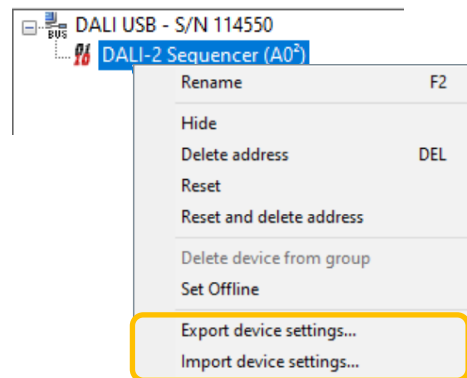 DALI USB - S/N 114550
BUS
DALI-2 Sequencer (A0²)
Rename F2
Hide
Delete address DEL
Reset
Reset and delete address
Delete device from group
Set Offline
Export device settings...
Import device settings...